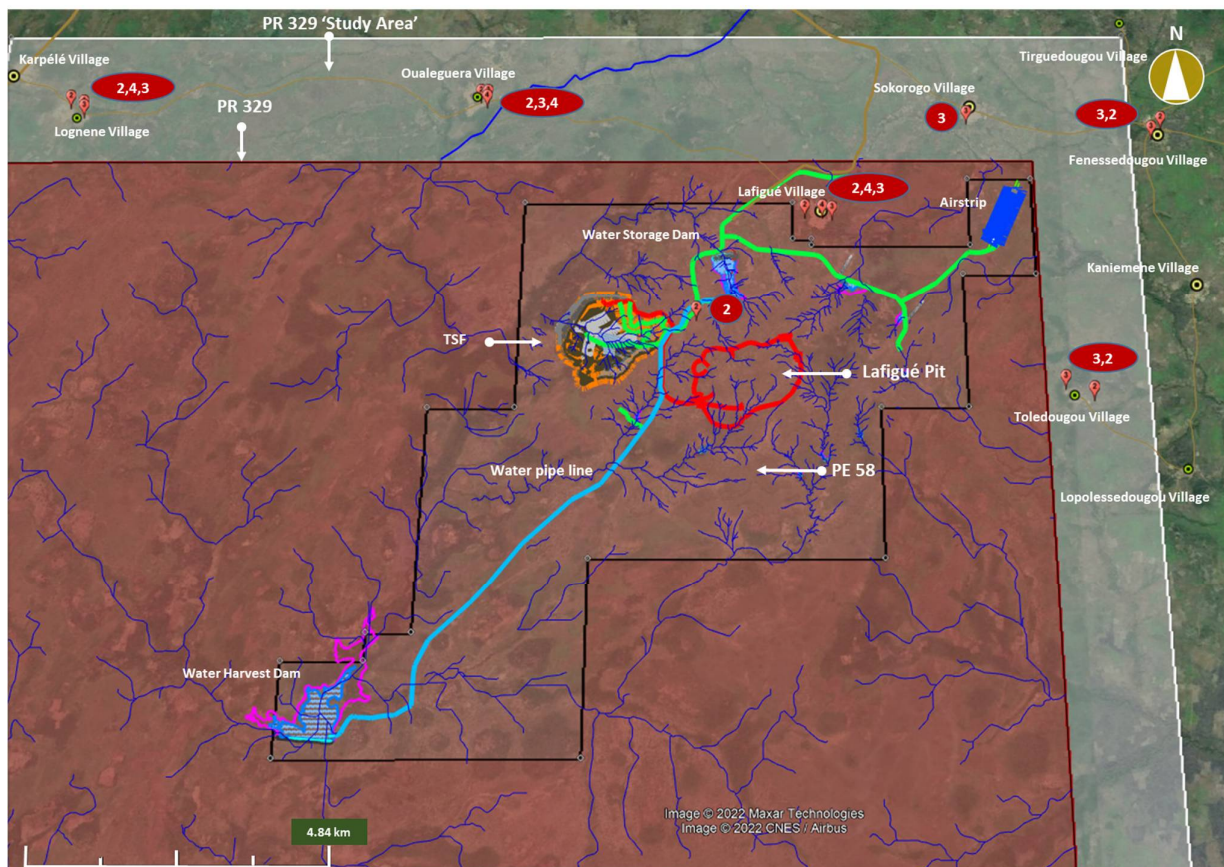 PR 329 'Study Area'
N
Karpélé Village
Oualeguera Village
Tirguedougou Village
2,4,3
2,3,4
Sokorogo Village
3
3,2
PR 329
Lognene Village
Fenessedougou Village
Lafigué Village
2,4,3
Airstrip
Water Storage Dam
Kaniemene Village
2
TSF
Lafigué Pit
3,2
Toledougou Village
Water pipe line
PE 58
Lopolessedougou Village
Water Harvest Dam
Image © 2022 Maxar Technologies
Image © 2022 CNES / Airbus
4.84 km